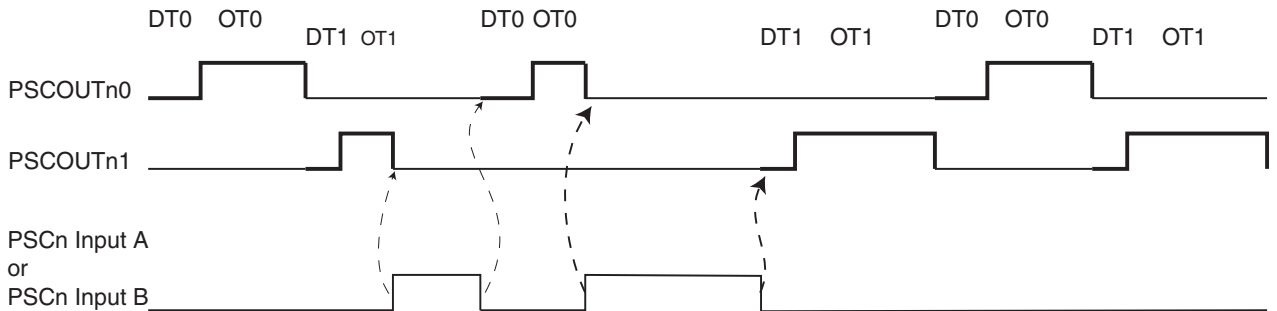 DT0 OT0 DT0 OT0 DT0 OT0
DT1 OT1 DT1 OT1 DT1 OT1
PSCOUTn0
PSCOUTn1
PSCn Input A
or
PSCn Input B